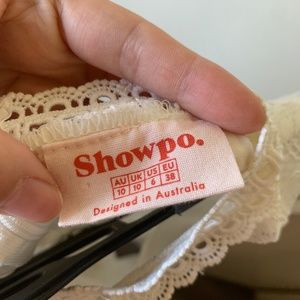 Showpo.
AU UK US EU
10 10 6 38
Designed in Australia